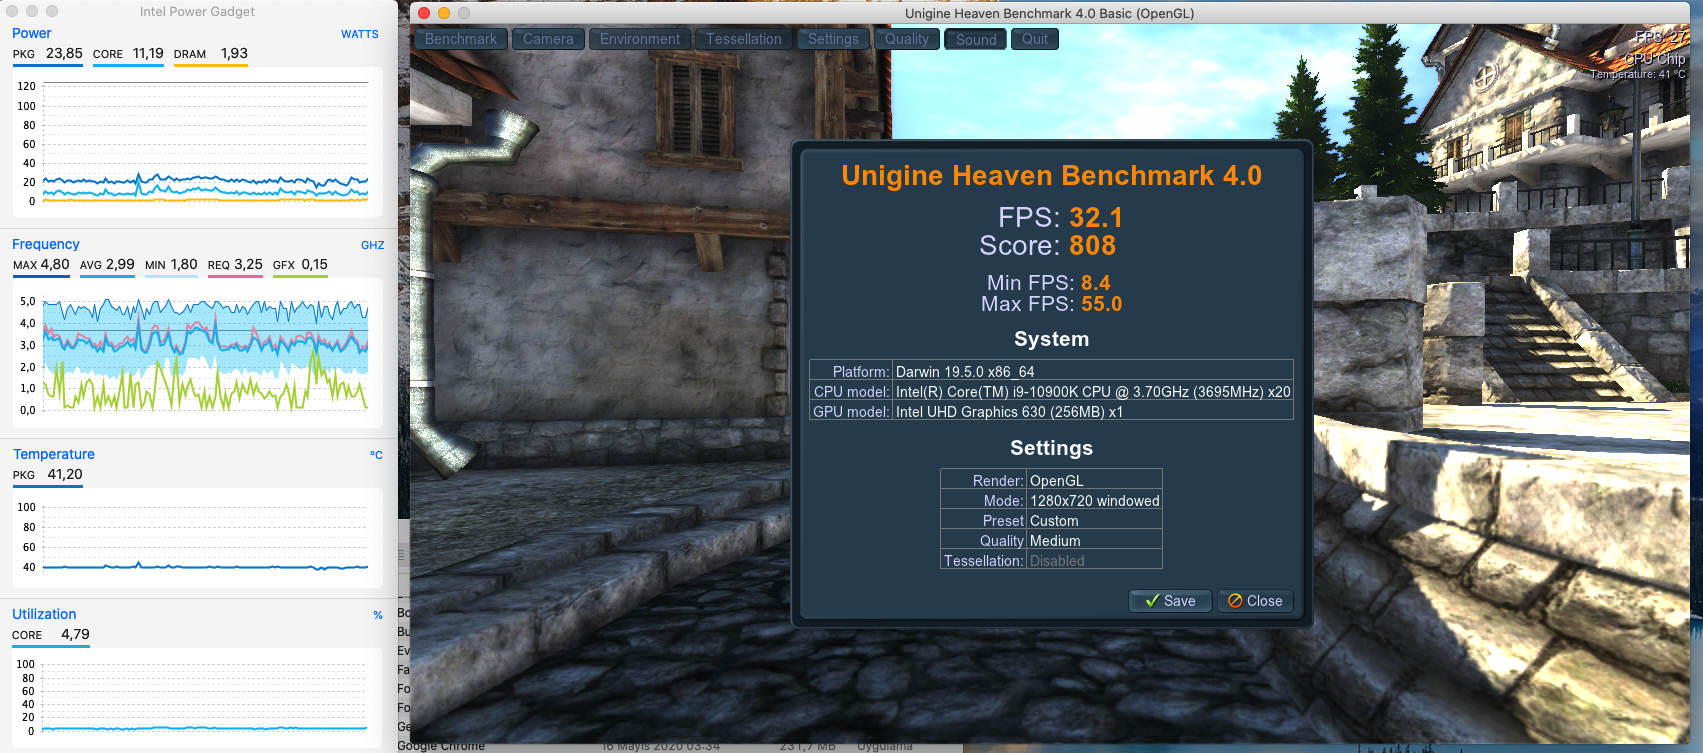 Intel Power Gadget
Power
WATTS
PKG 23,85 CORE 11,19 DRAM 1,93
120
100
80
60
40
20
0
Frequency
GHZ
MAX 4,80 AVG 2,99 MIN 1,80 REQ 3,25 GFX 0,15
5,0
4,0
3,0
2,0
1,0
0,0
Temperature
°C
PKG 41,20
100
80
60
40
Utilization
%
CORE 4,79
100
80
60
40
20
0
Unigine Heaven Benchmark 4.0 Basic (OpenGL)
Benchmark Camera Environment Tessellation Settings Quality Sound Quit
FPS: 27
CPU Chip
Temperature: 41 °C
Unigine Heaven Benchmark 4.0
FPS: 32.1
Score: 808
Min FPS: 8.4
Max FPS: 55.0
System
Platform: Darwin 19.5.0 x86_64
CPU model: Intel(R) Core(TM) i9-10900K CPU @ 3.70GHz (3695MHz) x20
GPU model: Intel UHD Graphics 630 (256MB) x1
Settings
Render: OpenGL
Mode: 1280x720 windowed
Preset Custom
Quality Medium
Tessellation: Disabled
Save Close
Bo
Bu
Ev
Fa
Fo
Fo
Ge
Google Chrome 16 Mayıs 2020 03:34 231,7 MB Uygulama